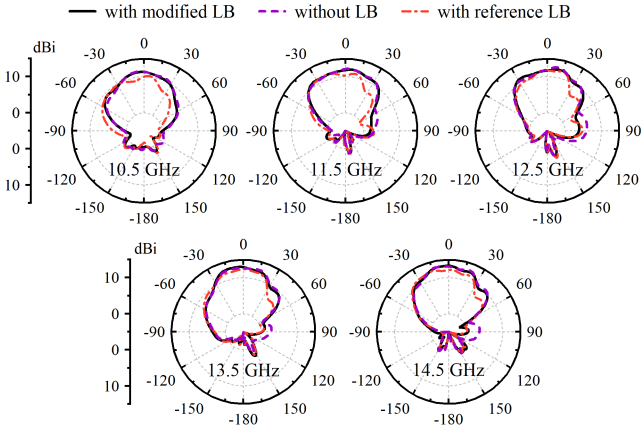 with modified LB without LB with reference LB
dBi
0 0 0
-30 30 -30 30 -30 30
10 -60 60 -60 60 -60 60
0
-90 90 -90 90 -90 90
0
10.5 GHz 11.5 GHz 12.5 GHz
10 -120 120 -120 120 -120 120
-150 150 -150 150 -150 150
-180 -180 -180
dBi
0 0
-30 30 -30 30
10 -60 60 -60 60
0
-90 90 -90 90
0
13.5 GHz 14.5 GHz
10 -120 120 -120 120
-150 150 -150 150
-180 -180